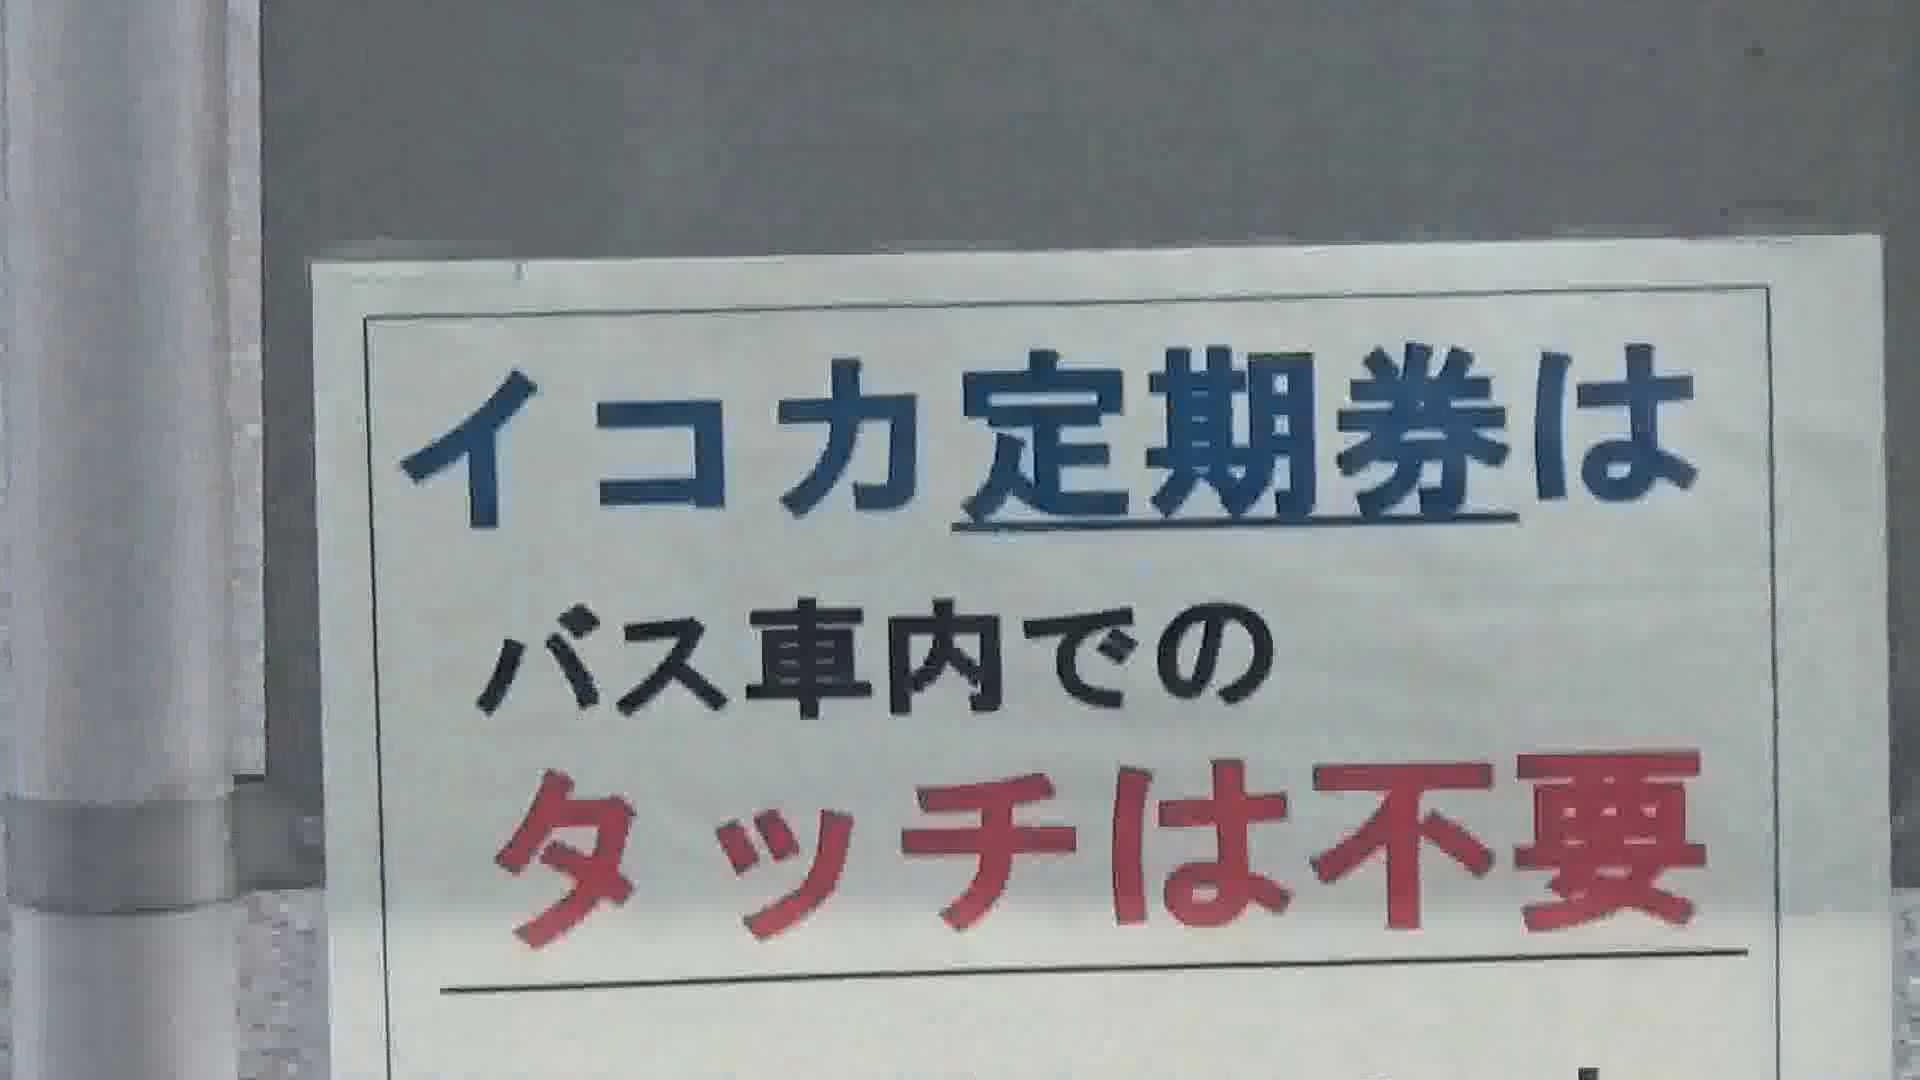 イコカ定期券は
バス車内での
タッチは不要